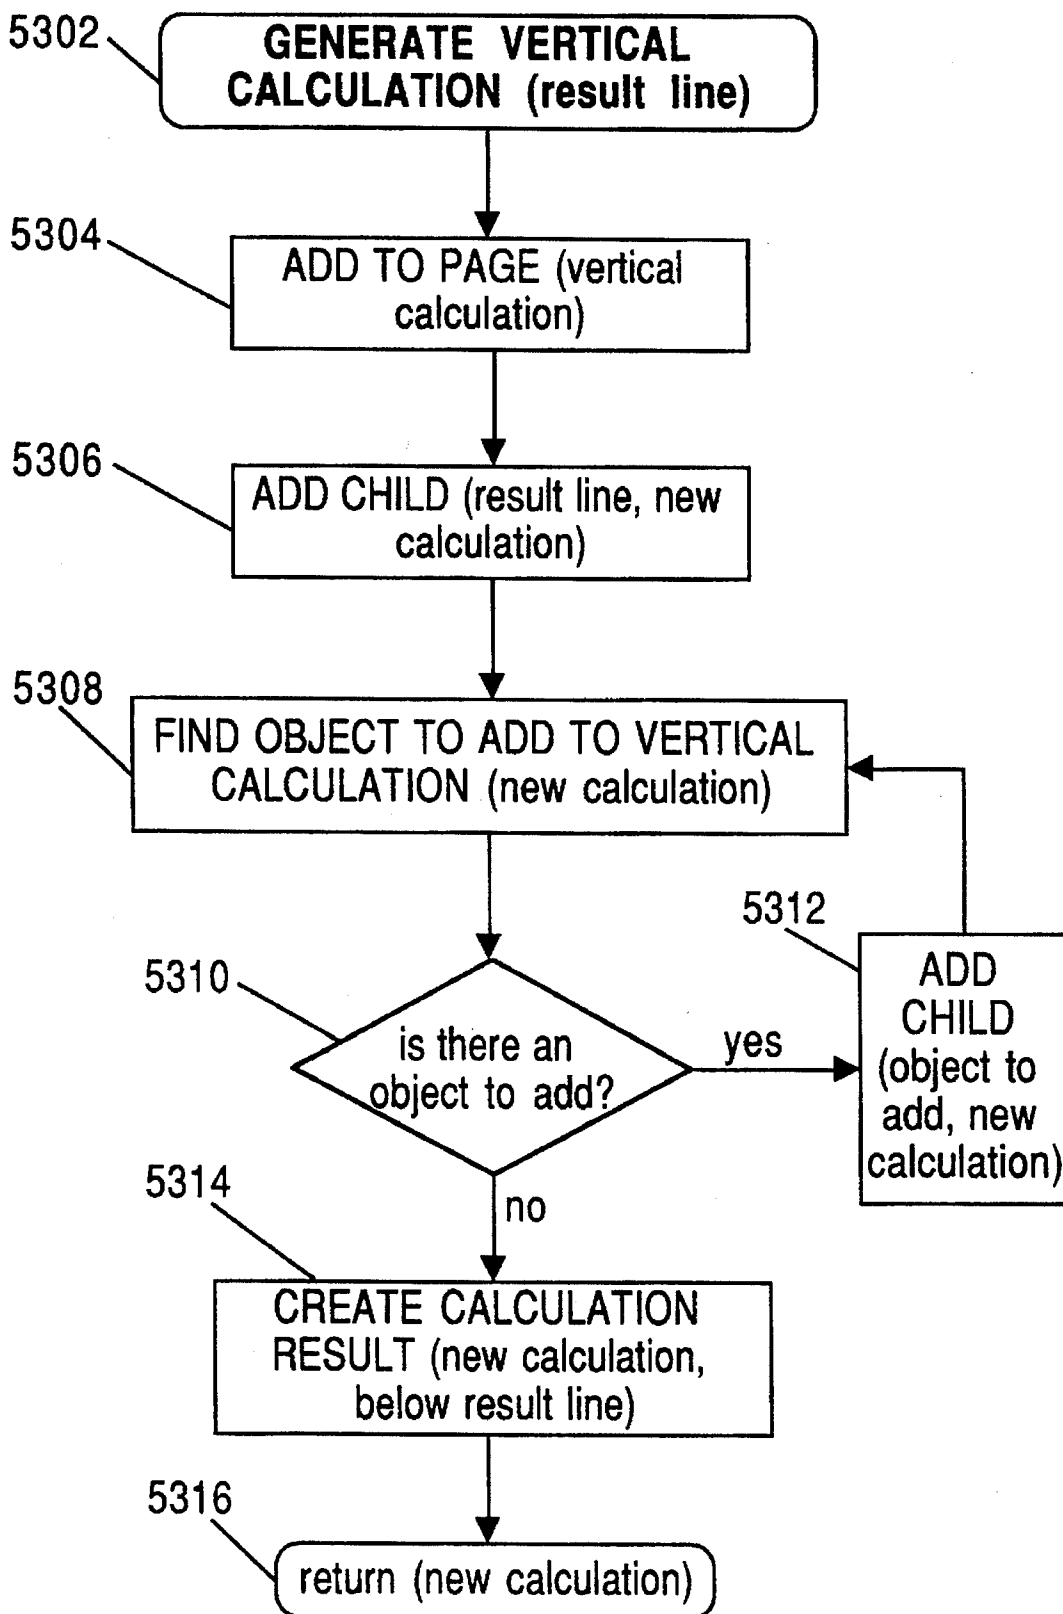 5302
GENERATE VERTICAL
CALCULATION (result line)
5304
ADD TO PAGE (vertical
calculation)
5306
ADD CHILD (result line, new
calculation)
5308
FIND OBJECT TO ADD TO VERTICAL
CALCULATION (new calculation)
5310
is there an
object to add?
yes
5312
ADD
CHILD
(object to
add, new
calculation)
no
5314
CREATE CALCULATION
RESULT (new calculation,
below result line)
5316
return (new calculation)